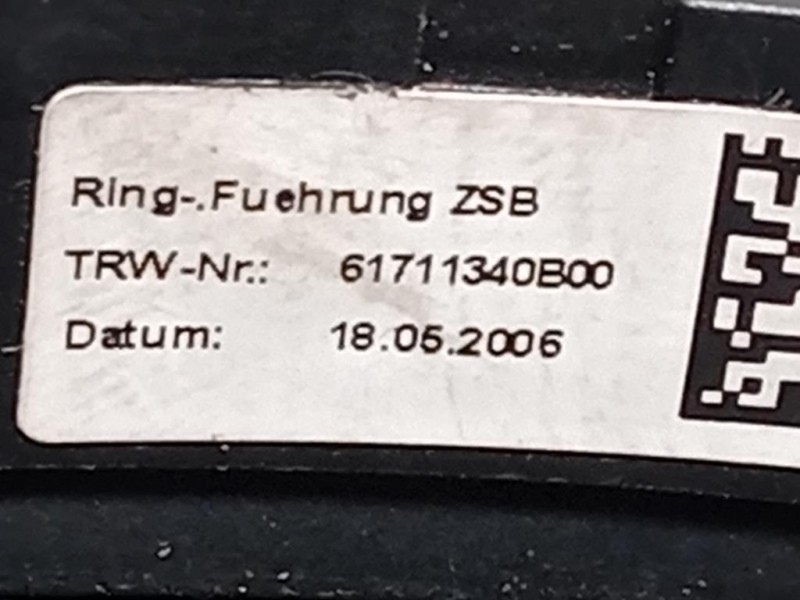 Ring-.Fuehrung ZSB
TRW-Nr.: 61711340B00
Datum: 18.05.2006